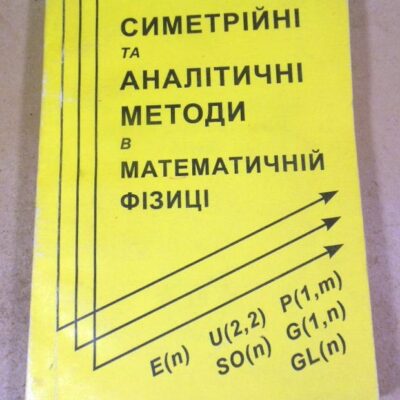 СИМЕТРІЙНІ
ТА
АНАЛІТИЧНІ
МЕТОДИ
В
МАТЕМАТИЧНІЙ
ФІЗИЦІ
E(n) U(2,2) P(1,m)
SO(n) G(1,n)
GL(n)